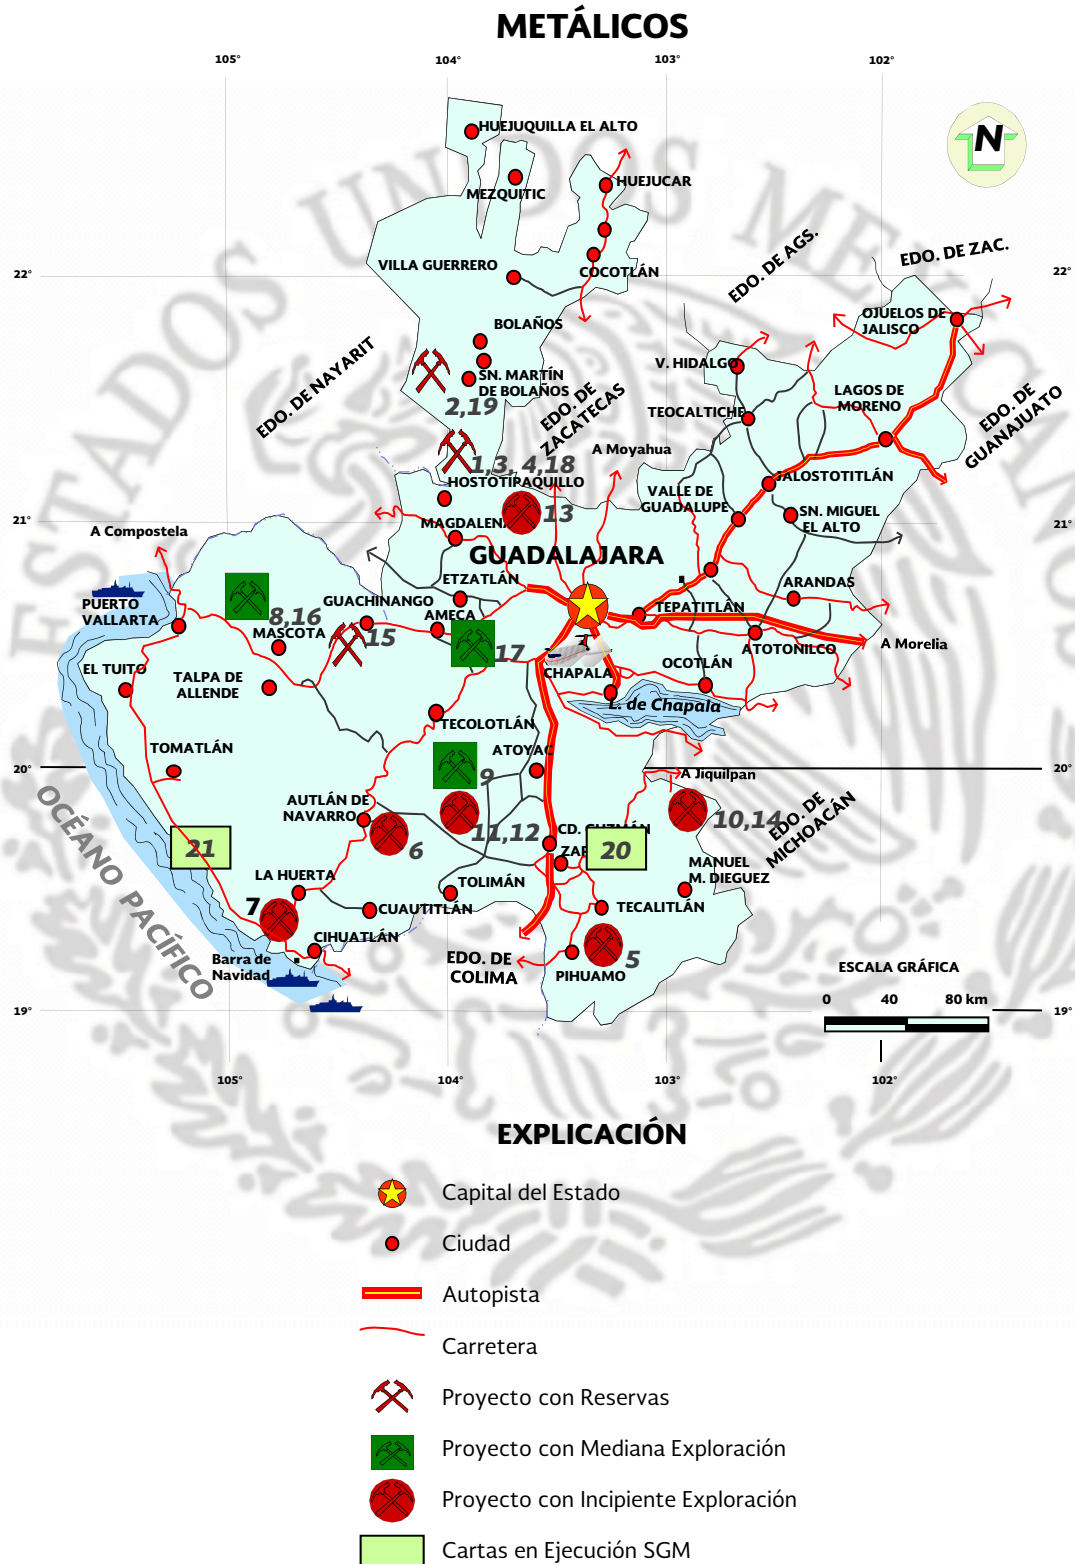 METÁLICOS
105°
104°
103°
102°
N
HUEJUQUILLA EL ALTO
MEZQUITIC
HUEJUCAR
EDO. DE AGS.
EDO. DE ZAC.
22°
22°
VILLA GUERRERO
COCOTLÁN
BOLAÑOS
OJUELOS DE
JALISCO
EDO. DE NAYARIT
SN. MARTÍN
DE BOLAÑOS
2,19
EDO. DE
ZACATECAS
V. HIDALGO
TEOCALTICHE
LAGOS DE
MORENO
EDO. DE
GUANAJUATO
A Moyahua
1,3, 4,18
HOSTOTIPAQUILLO
13
JALOSTOTITLÁN
VALLE DE
GUADALUPE
SN. MIGUEL
EL ALTO
21°
21°
A Compostela
MAGDALENA
GUADALAJARA
ETZATLÁN
ARANDAS
PUERTO
VALLARTA
8,16
GUACHINANGO
AMECA
TEPATITLÁN
MASCOTA
15
17
ATOTONILCO
A Morelia
EL TUITO
TALPA DE
ALLENDE
CHAPALA
OCOTLÁN
L. de Chapala
TECOLOTLÁN
TOMATLÁN
ATOYAC
20°
20°
9
A Jiquilpan
OCÉANO PACÍFICO
AUTLÁN DE
NAVARRO
6
11,12
10,14
EDO. DE
MICHOACÁN
CD. GUZMÁN
21
20
MANUEL
M. DIEGUEZ
LA HUERTA
TOLIMÁN
7
CUAUTITLÁN
TECALITLÁN
CIHUATLÁN
Barra de
Navidad
EDO. DE
COLIMA
5
PIHUAMO
ESCALA GRÁFICA
0 40 80 km
19°
19°
105°
104°
103°
102°
ESTADOS UNIDOS MEXICANOS
EXPLICACIÓN
Capital del Estado
Ciudad
Autopista
Carretera
Proyecto con Reservas
Proyecto con Mediana Exploración
Proyecto con Incipiente Exploración
Cartas en Ejecución SGM